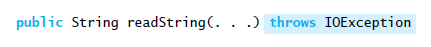 public String readString(. . .) throws IOException